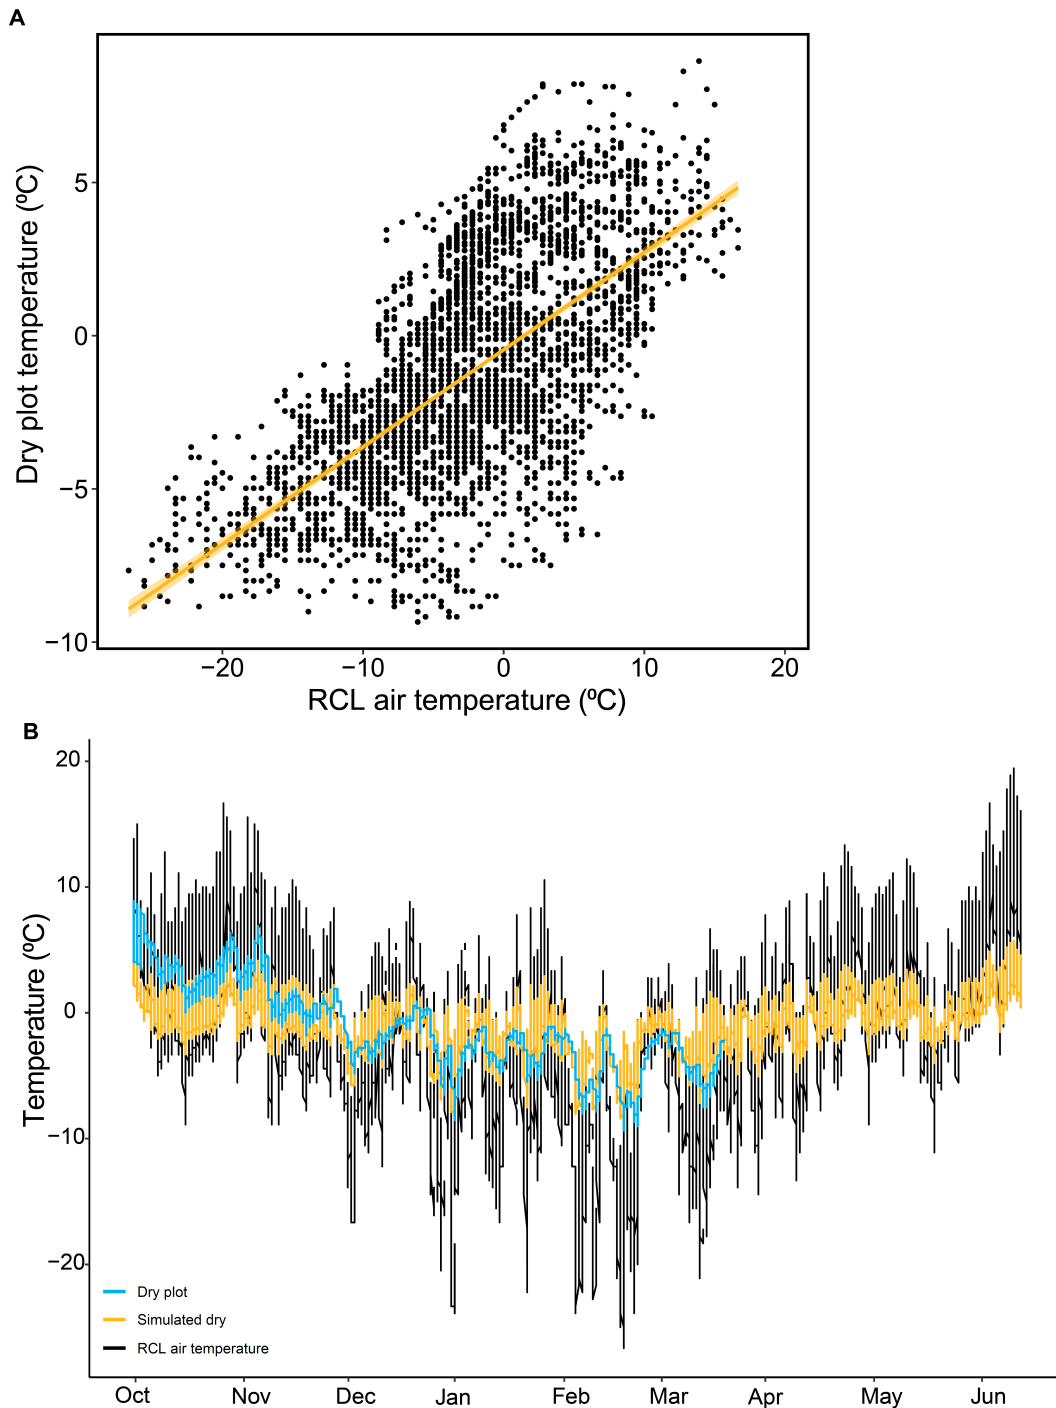 A
Dry plot temperature (ºC)
5
0
−5
−10
−20
−10
0
10
20
RCL air temperature (ºC)
B
Temperature (ºC)
20
10
0
−10
−20
Dry plot
Simulated dry
RCL air temperature
Oct
Nov
Dec
Jan
Feb
Mar
Apr
May
Jun